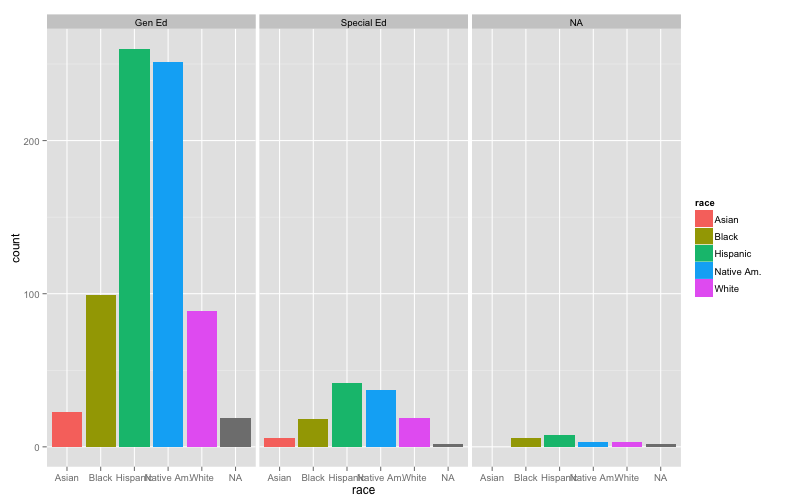 Gen Ed Special Ed NA
200
100
0
count
Asian Black Hispanic Native Am. White NA Asian Black Hispanic Native Am. White NA Asian Black Hispanic Native Am. White NA
race
race
Asian
Black
Hispanic
Native Am.
White